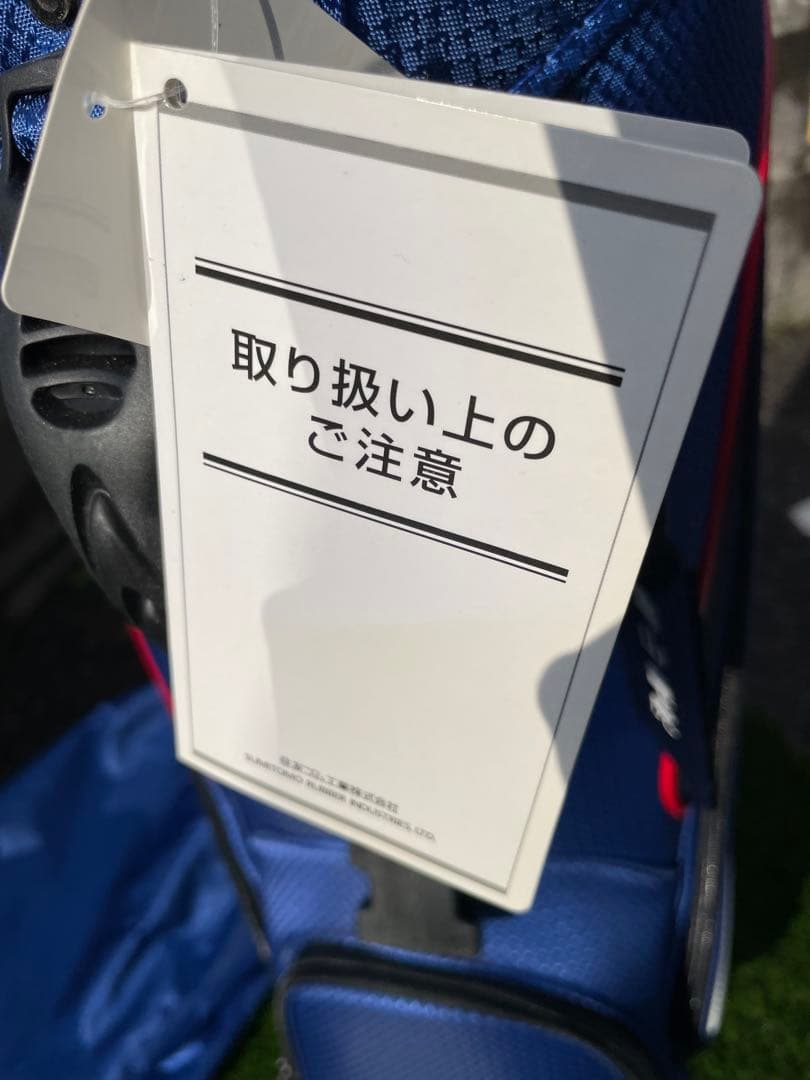 取り扱い上の
ご注意
住友ゴム工業株式会社
SUMITOMO RUBBER INDUSTRIES, LTD.